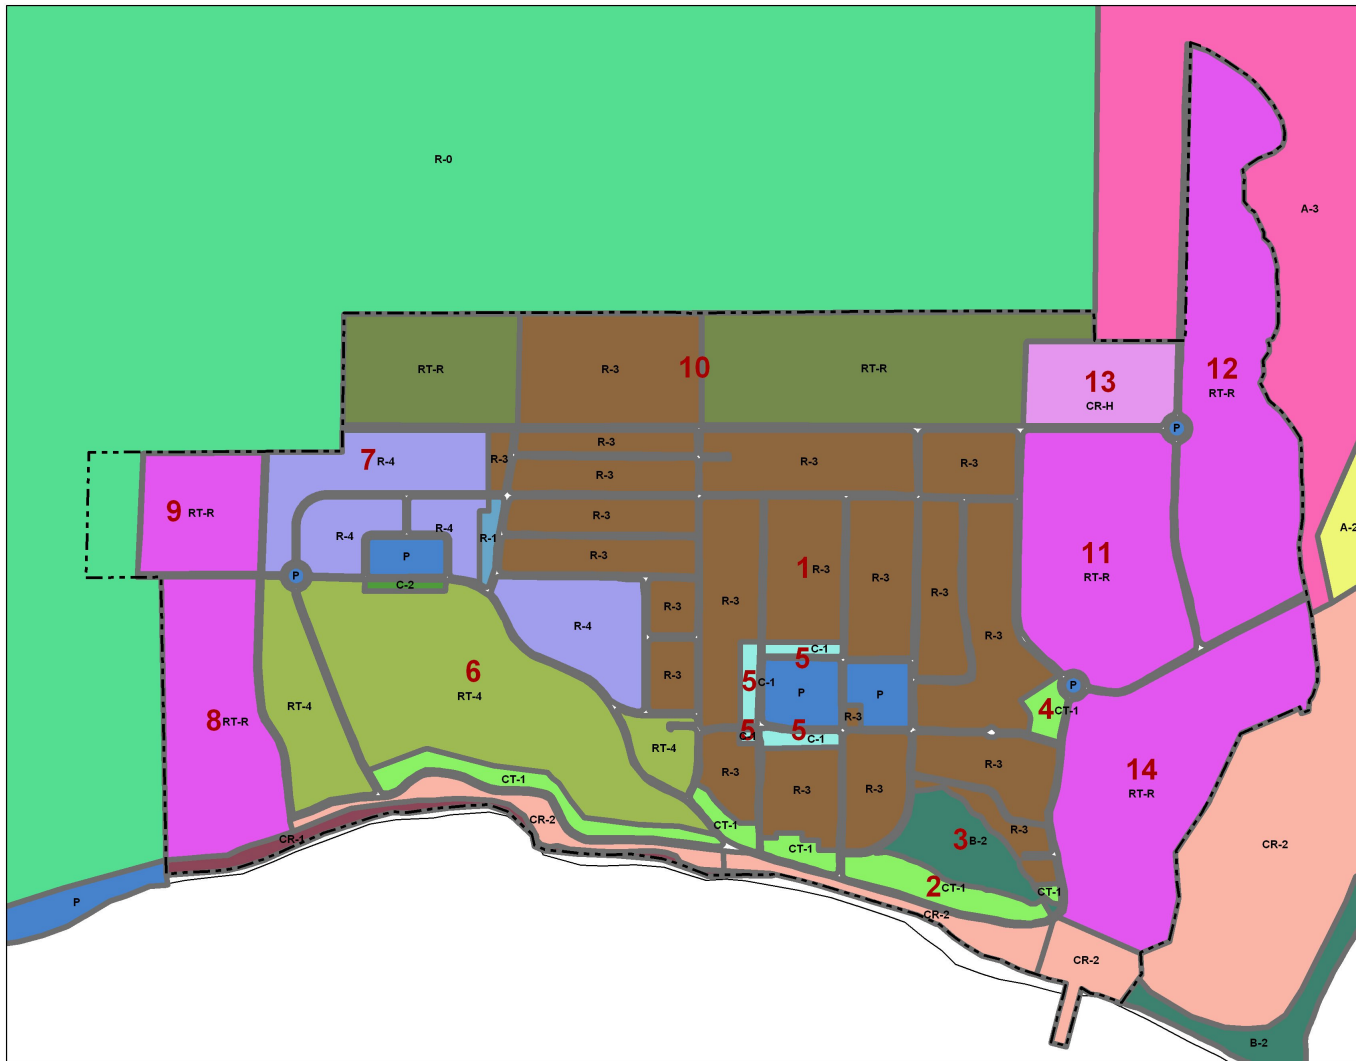 R-0
A-3
10
12
RT-R
R-3
RT-R
RT-R
13
CR-H
P
R-3
7
R-4
R-3
R-3
R-3
R-3
9
RT-R
R-3
A-2
R-4
R-4
R-1
R-3
P
11
1
R-3
R-3
RT-R
P
C-2
R-3
R-3
R-3
R-4
R-3
C-1
5
6
RT-4
R-3
5
C-1
P
P
P
RT-4
4
CT-1
8
RT-R
R-3
5
C-1
5
C-1
RT-4
R-3
14
RT-R
CT-1
R-3
R-3
R-3
CR-2
CT-1
R-3
CR-1
3
B-2
CT-1
CR-2
2
CT-1
CT-1
P
CR-2
CR-2
B-2